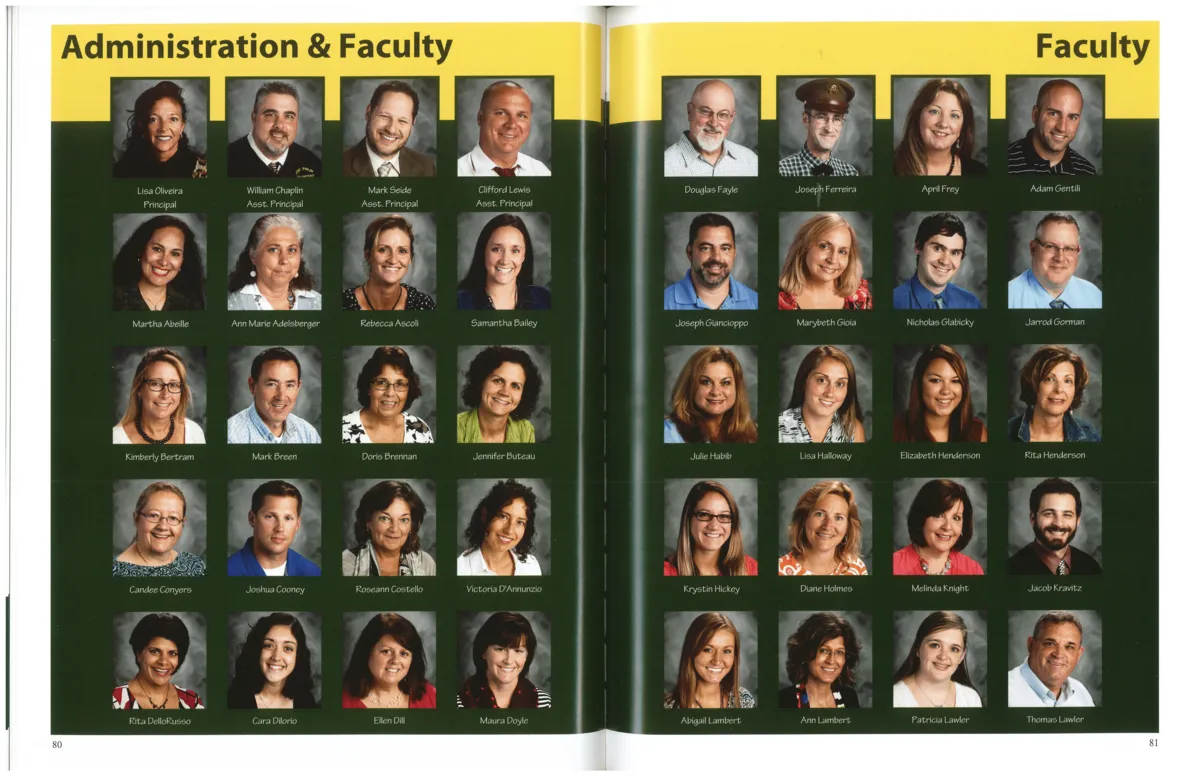 Administration & Faculty
Lisa Oliveira
Principal
William Chaplin
Asst. Principal
Mark Seide
Asst. Principal
Clifford Lewis
Asst. Principal
Martha Abeille
Ann Marie Adelsberger
Rebecca Ascoli
Samantha Bailey
Kimberly Bertram
Mark Breen
Doris Brennan
Jennifer Buteau
Candee Conyers
Joshua Cooney
Roseann Costello
Victoria D'Annunzio
Rita DelloRusso
Cara DiIorio
Ellen Dill
Maura Doyle
80
Faculty
Douglas Fayle
Joseph Ferreira
April Frey
Adam Gentili
Joseph Giancioppo
Marybeth Gioia
Nicholas Glabicky
Jarrod Gorman
Julie Habib
Lisa Halloway
Elizabeth Henderson
Rita Henderson
Krystin Hickey
Diane Holmes
Melinda Knight
Jacob Kravitz
Abigail Lambert
Ann Lambert
Patricia Lawler
Thomas Lawler
81